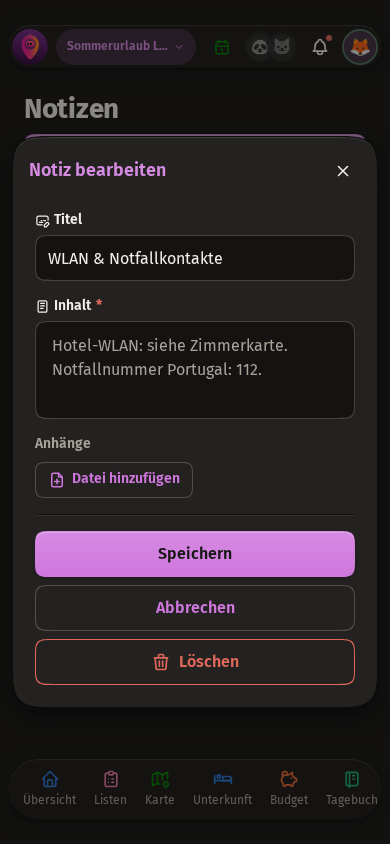 Sommerurlaub L...
Notizen
Notiz bearbeiten
Titel
WLAN & Notfallkontakte
Inhalt *
Hotel-WLAN: siehe Zimmerkarte.
Notfallnummer Portugal: 112.
Anhänge
Datei hinzufügen
Speichern
Abbrechen
Löschen
Übersicht Listen Karte Unterkunft Budget Tagebuch